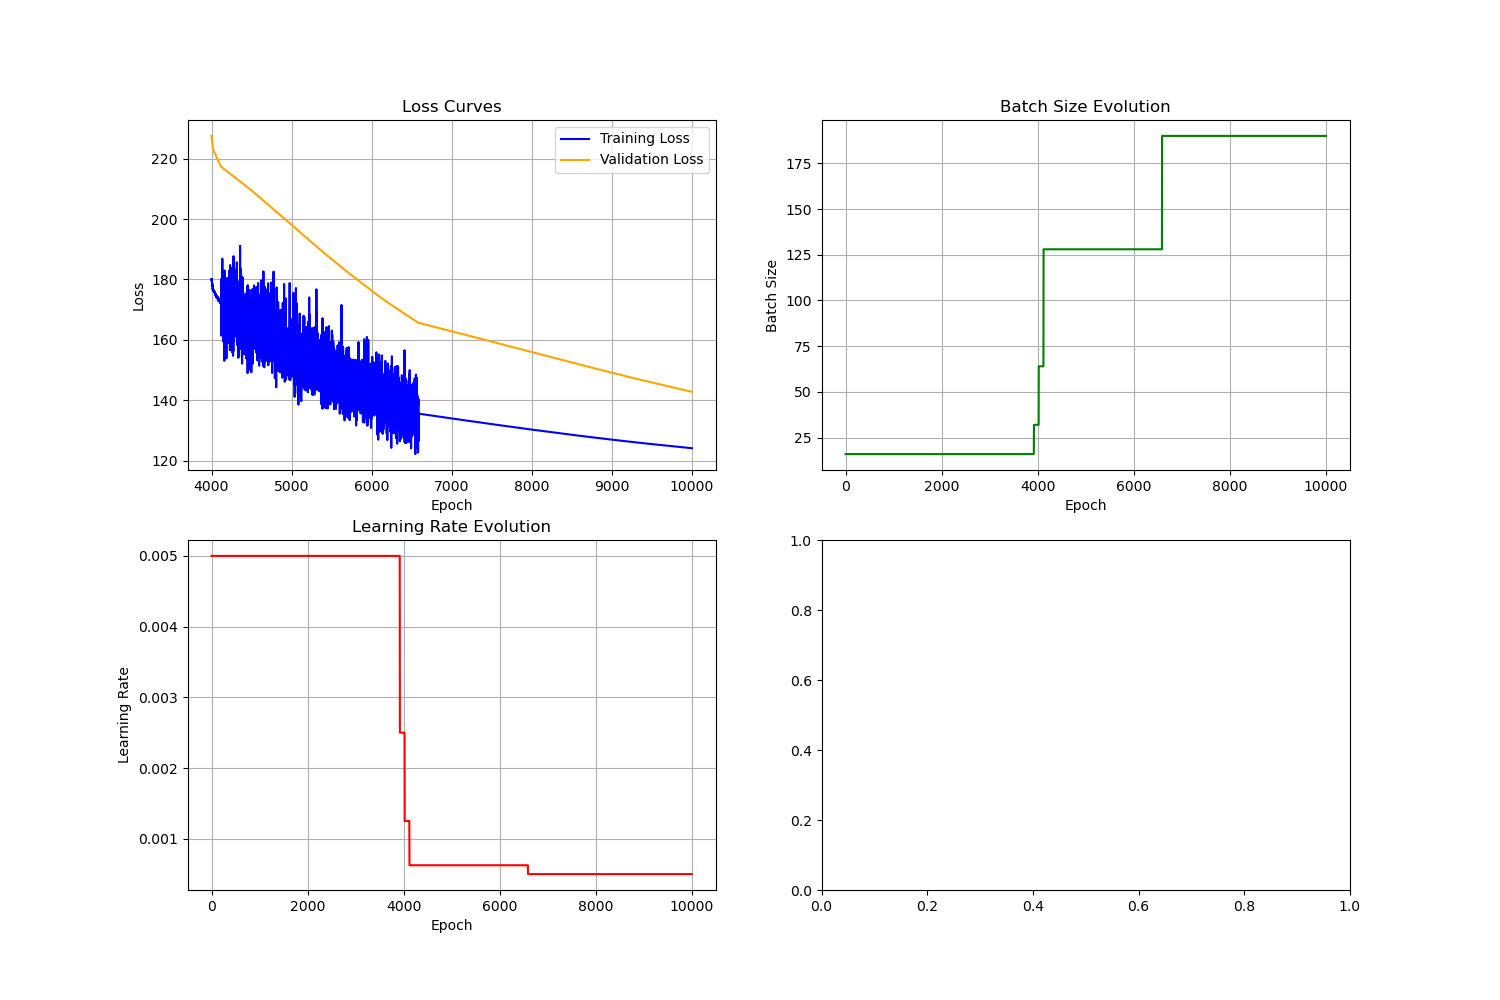 Loss Curves
Training Loss
Validation Loss
220
200
180
160
140
120
Loss
4000 5000 6000 7000 8000 9000 10000
Epoch
Batch Size Evolution
175
150
125
100
75
50
25
Batch Size
0 2000 4000 6000 8000 10000
Epoch
Learning Rate Evolution
0.005
0.004
0.003
0.002
0.001
Learning Rate
0 2000 4000 6000 8000 10000
Epoch
1.0
0.8
0.6
0.4
0.2
0.0
0.0 0.2 0.4 0.6 0.8 1.0